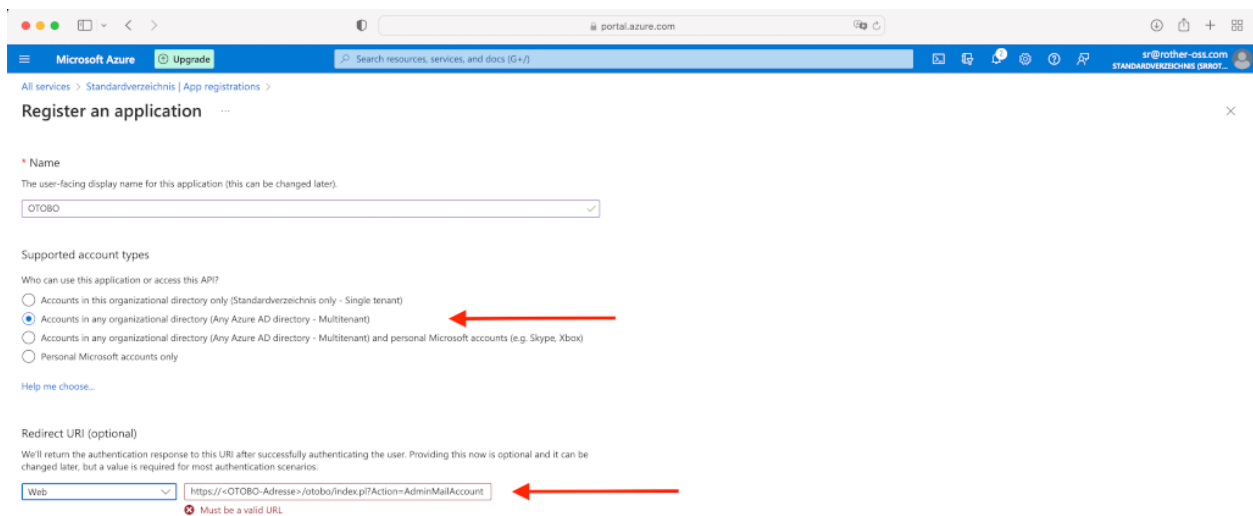 portal.azure.com
Microsoft Azure
Upgrade
Search resources, services, and docs (G+/)
2
sr@rother-oss.com
STANDARDVERZEICHNIS (SRROT...
All services > Standardverzeichnis | App registrations >
Register an application ...
* Name
The user-facing display name for this application (this can be changed later).
OTOBO
Supported account types
Who can use this application or access this API?
Accounts in this organizational directory only (Standardverzeichnis only - Single tenant)
Accounts in any organizational directory (Any Azure AD directory - Multitenant)
Accounts in any organizational directory (Any Azure AD directory - Multitenant) and personal Microsoft accounts (e.g. Skype, Xbox)
Personal Microsoft accounts only
Help me choose...
Redirect URI (optional)
We'll return the authentication response to this URI after successfully authenticating the user. Providing this now is optional and it can be
changed later, but a value is required for most authentication scenarios.
Web
https://<OTOBO-Adresse>/otobo/index.pl?Action=AdminMailAccount
Must be a valid URL